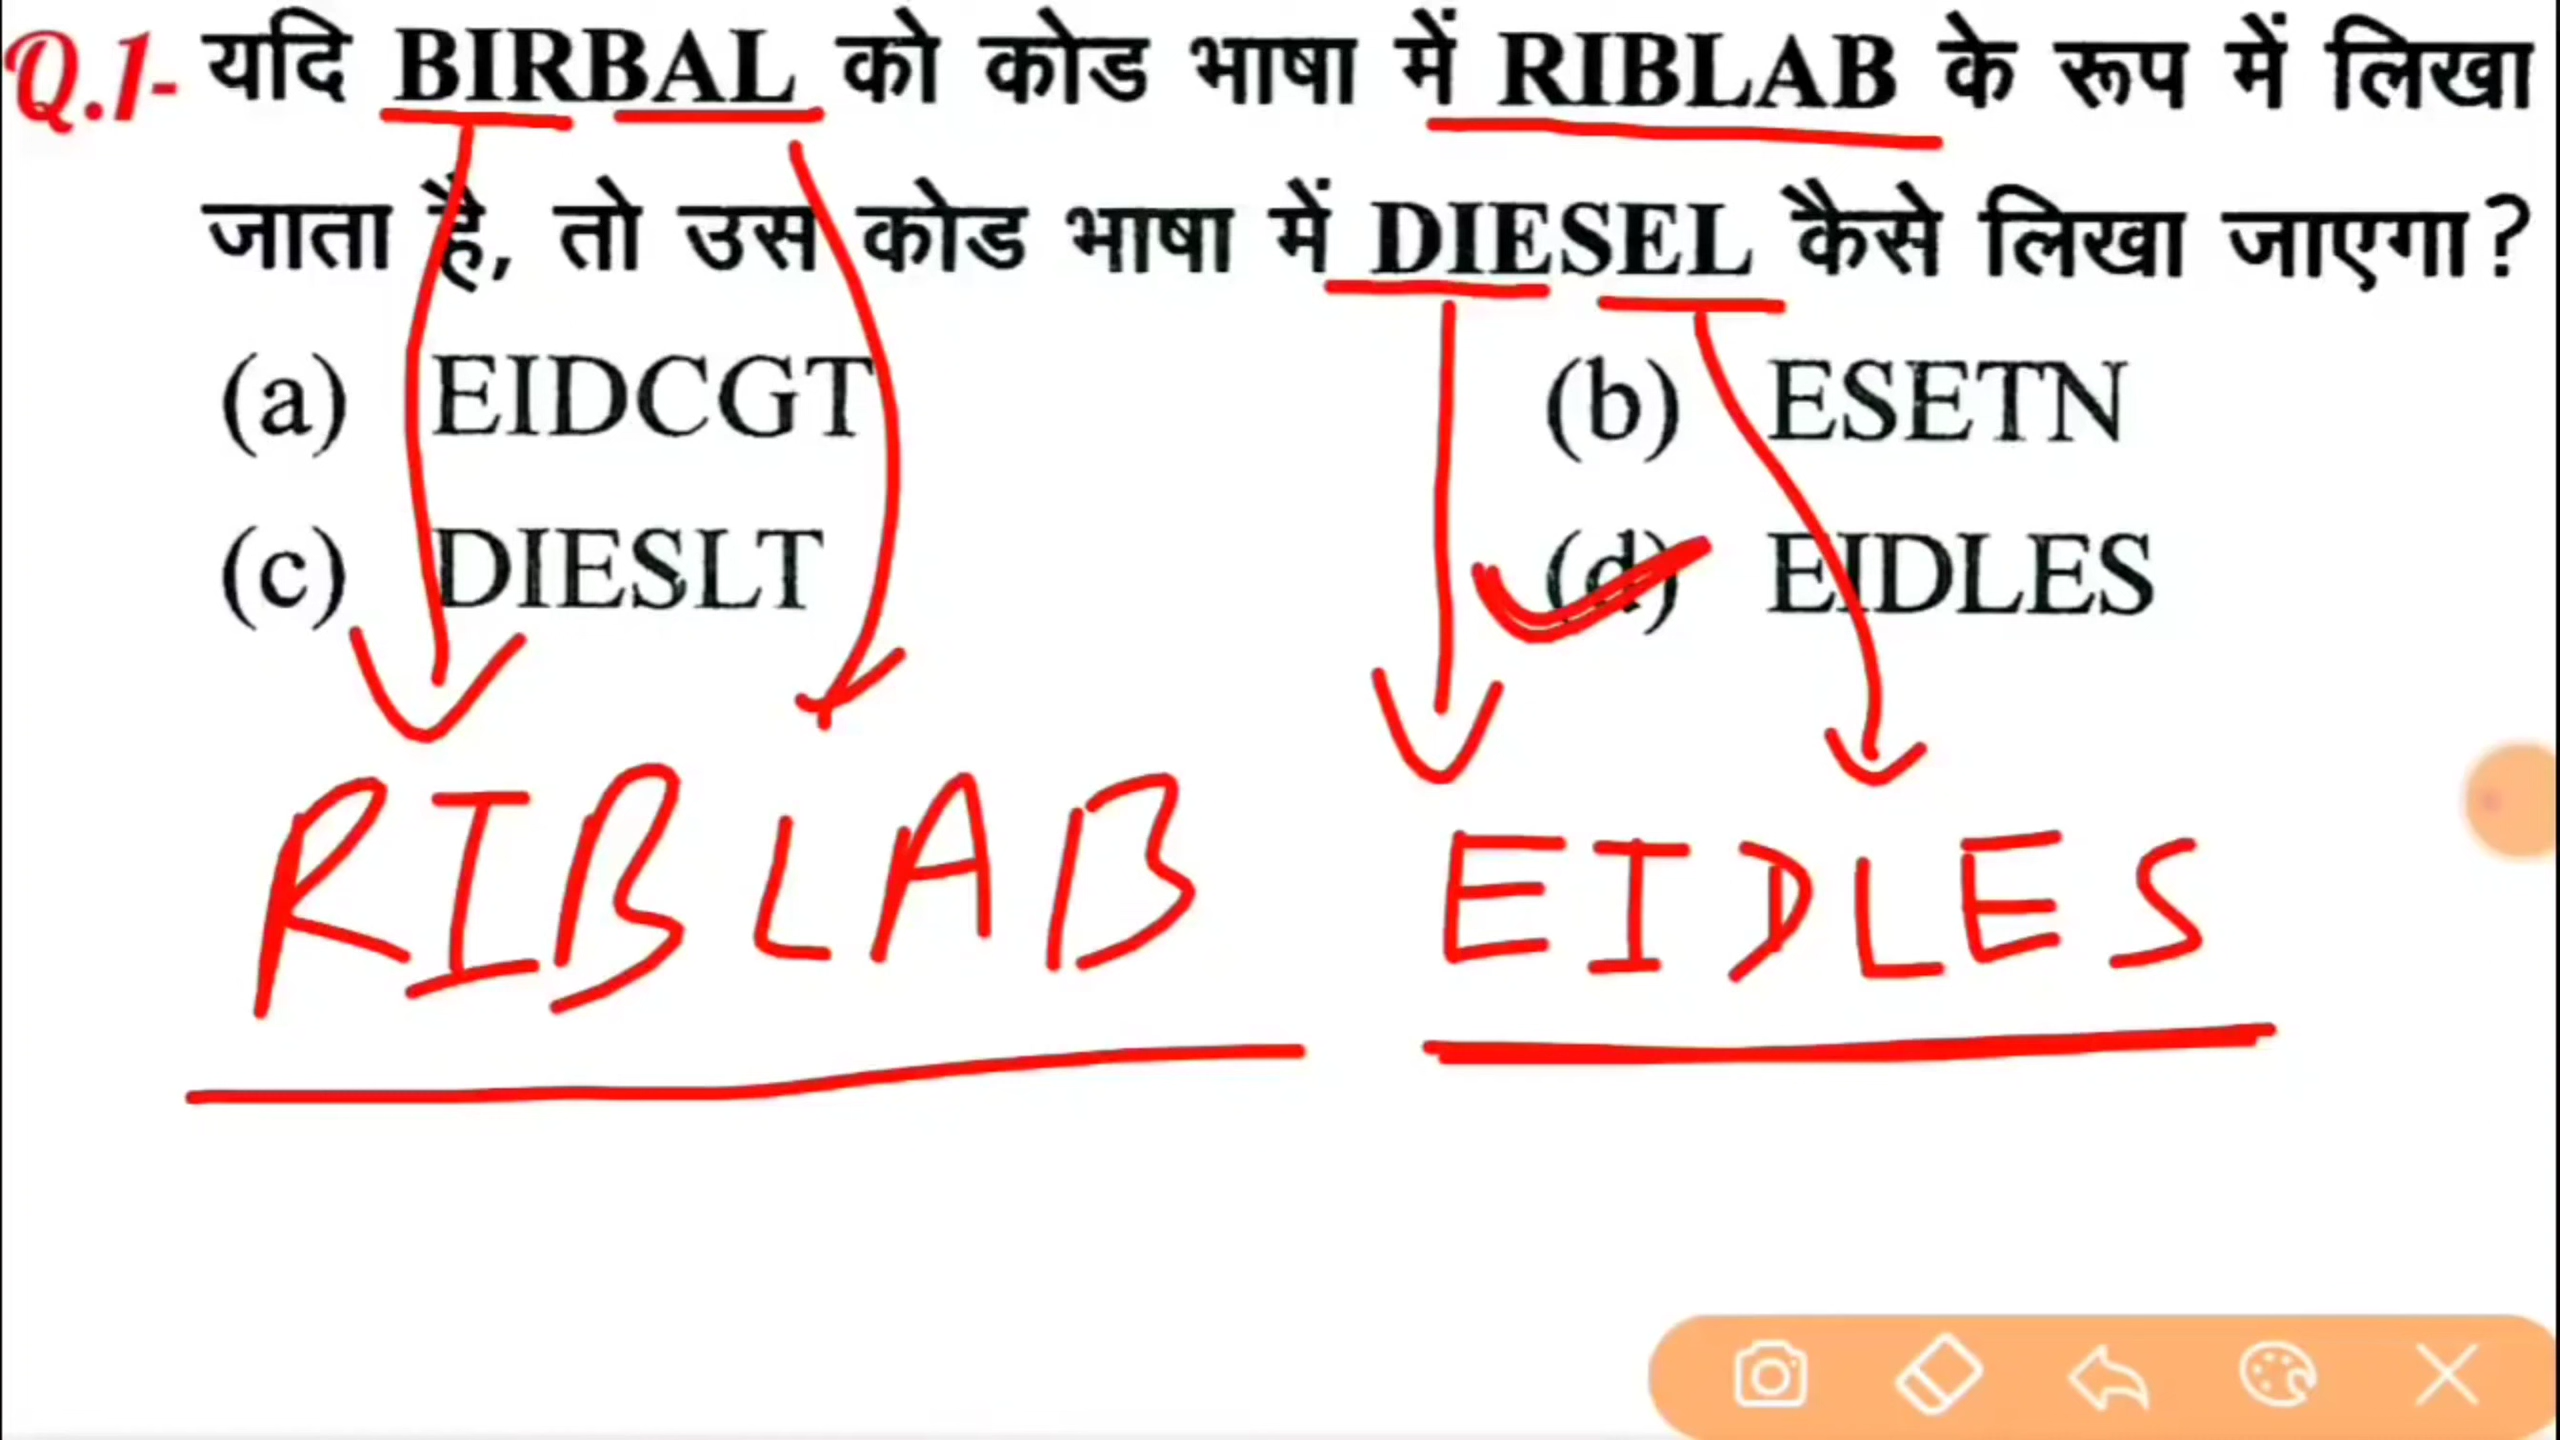 Q.1- यदि BIRBAL को कोड भाषा में RIBLAB के रूप में लिखा
जाता है, तो उस कोड भाषा में DIESEL कैसे लिखा जाएगा?
(a) EIDCGT (b) ESETN
(c) DIESLT (d) EIDLES
RIBLAB EIDLES